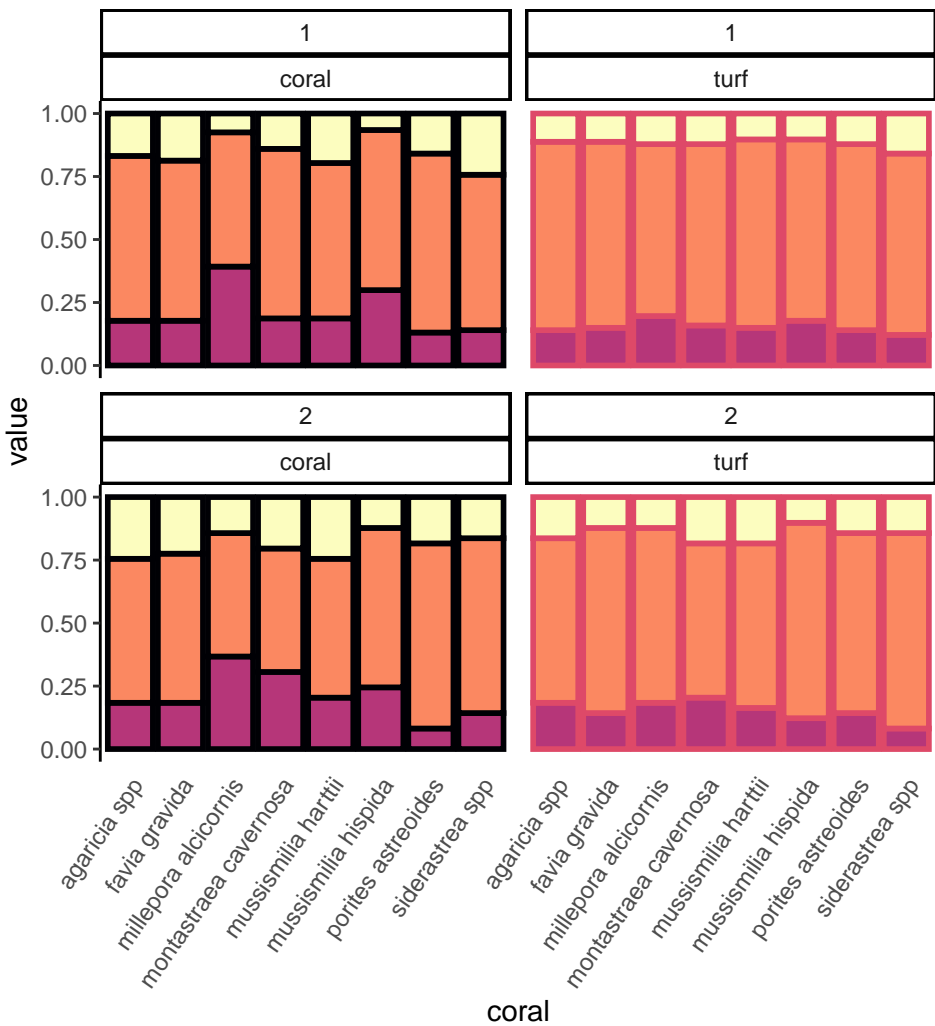 1
1
coral
turf
1.00
0.75
0.50
0.25
0.00
2
2
coral
turf
1.00
0.75
0.50
0.25
0.00
value
agaricia spp
favia gravida
millepora alcicornis
montastraea cavernosa
mussismilia harttii
mussismilia hispida
porites astreoides
siderastrea spp
agaricia spp
favia gravida
millepora alcicornis
montastraea cavernosa
mussismilia harttii
mussismilia hispida
porites astreoides
siderastrea spp
coral